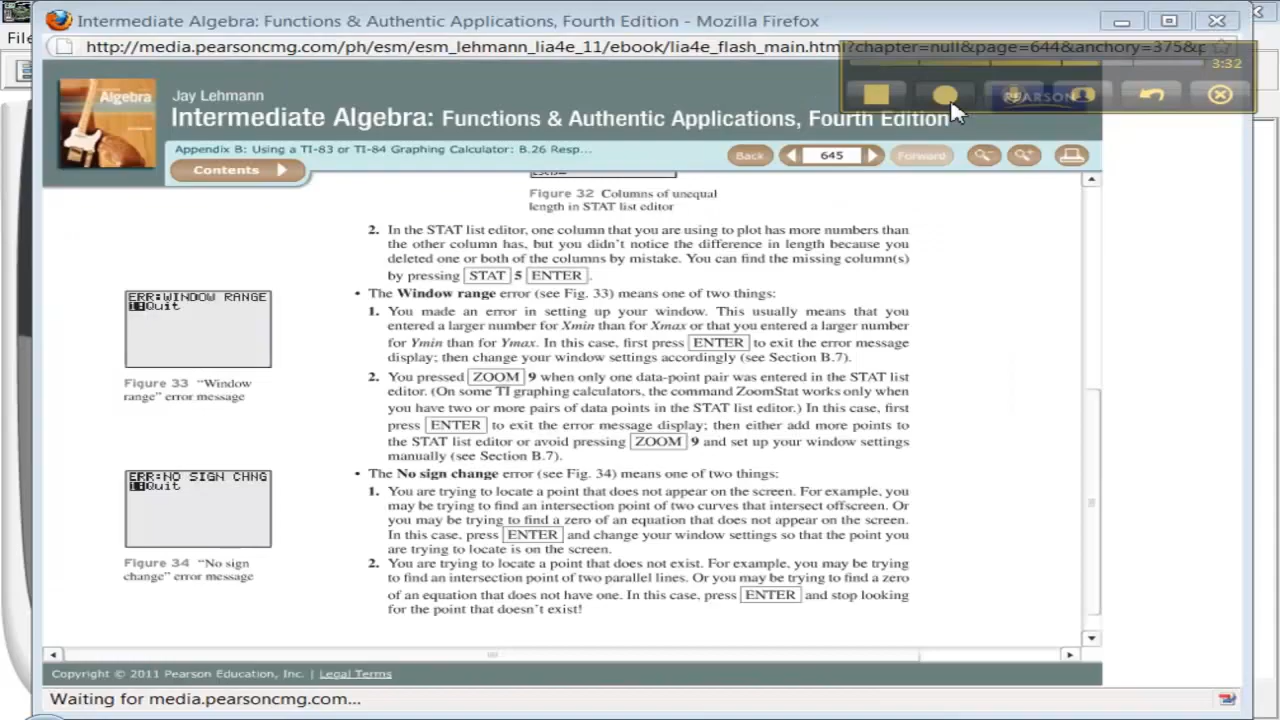 Intermediate Algebra: Functions & Authentic Applications, Fourth Edition - Mozilla Firefox
File
http://media.pearsoncmg.com/ph/esm/esm_lehmann_lia4e_11/ebook/lia4e_flash_main.html?chapter=null&page=644&anchory=375&p
3:32
Algebra
Jay Lehmann
PEARSON
Intermediate Algebra: Functions & Authentic Applications, Fourth Edition
Appendix B: Using a TI-83 or TI-84 Graphing Calculator: B.26 Resp...
Back
645
Forward
Contents
Figure 32 Columns of unequal
length in STAT list editor
2. In the STAT list editor, one column that you are using to plot has more numbers than
the other column has, but you didn't notice the difference in length because you
deleted one or both of the columns by mistake. You can find the missing column(s)
by pressing STAT 5 ENTER.
• The Window range error (see Fig. 33) means one of two things:
1. You made an error in setting up your window. This usually means that you
entered a larger number for Xmin than for Xmax or that you entered a larger number
for Ymin than for Ymax. In this case, first press ENTER to exit the error message
display; then change your window settings accordingly (see Section B.7).
2. You pressed ZOOM 9 when only one data-point pair was entered in the STAT list
editor. (On some TI graphing calculators, the command ZoomStat works only when
you have two or more pairs of data points in the STAT list editor.) In this case, first
press ENTER to exit the error message display; then either add more points to
the STAT list editor or avoid pressing ZOOM 9 and set up your window settings
manually (see Section B.7).
• The No sign change error (see Fig. 34) means one of two things:
1. You are trying to locate a point that does not appear on the screen. For example, you
may be trying to find an intersection point of two curves that intersect offscreen. Or
you may be trying to find a zero of an equation that does not appear on the screen.
In this case, press ENTER and change your window settings so that the point you
are trying to locate is on the screen.
2. You are trying to locate a point that does not exist. For example, you may be trying
to find an intersection point of two parallel lines. Or you may be trying to find a zero
of an equation that does not have one. In this case, press ENTER and stop looking
for the point that doesn't exist!
ERR:WINDOW RANGE
1:Quit
Figure 33 "Window
range" error message
ERR:NO SIGN CHNG
1:Quit
Figure 34 "No sign
change" error message
Copyright © 2011 Pearson Education, Inc. | Legal Terms
Waiting for media.pearsoncmg.com...